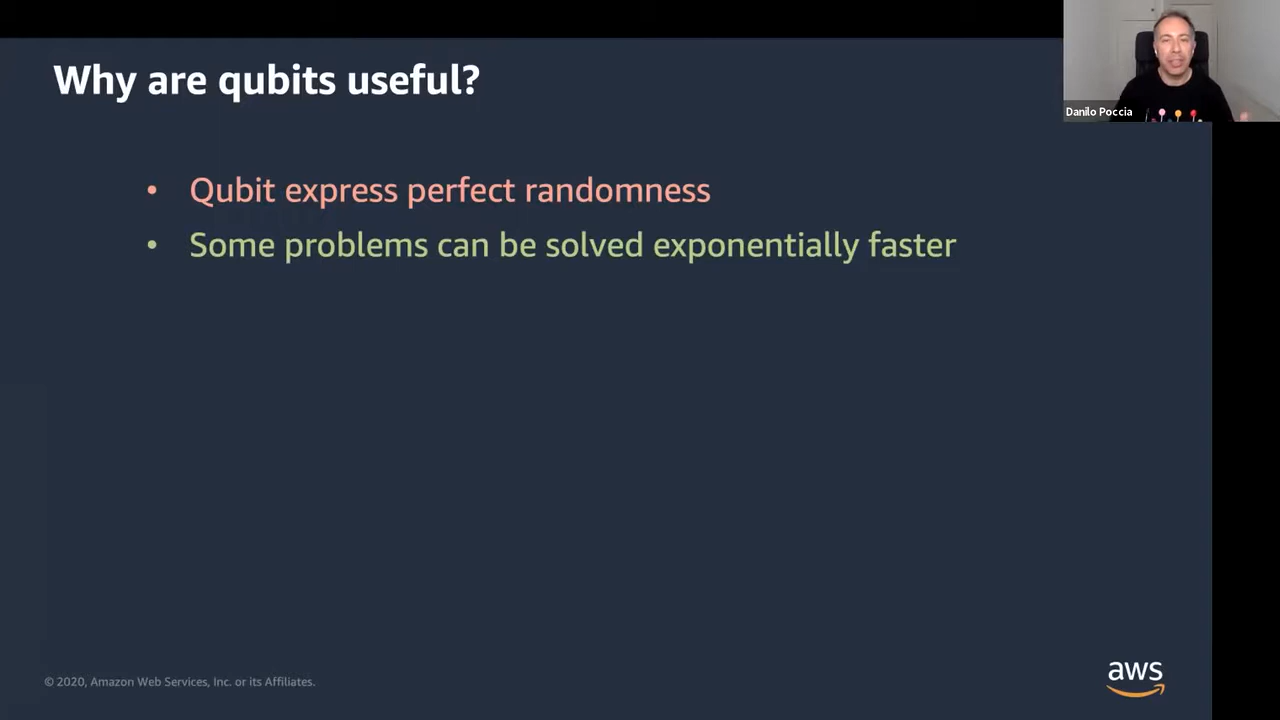 Why are qubits useful?
Danilo Poccia
• Qubit express perfect randomness
• Some problems can be solved exponentially faster
© 2020, Amazon Web Services, Inc. or its Affiliates.
aws